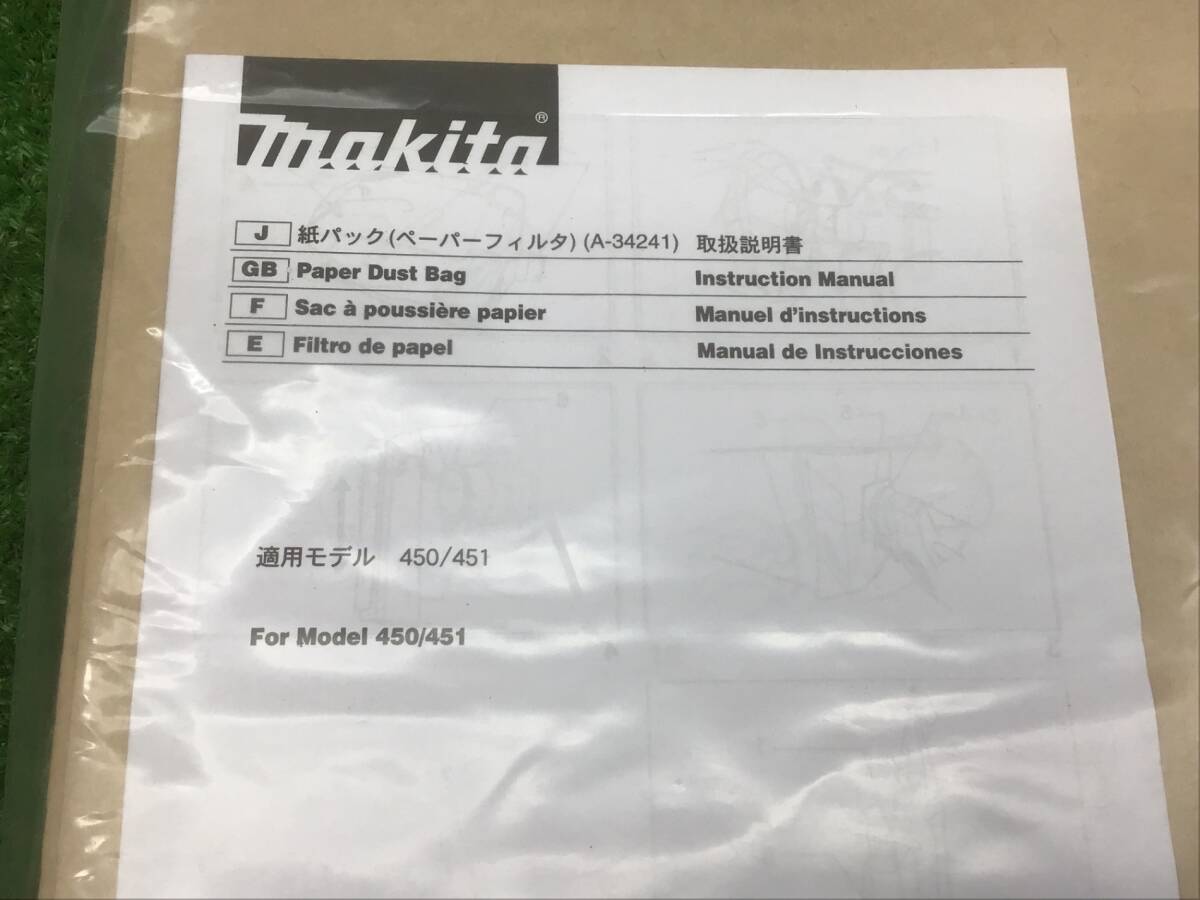 makita®
J 紙パック(ペーパーフィルタ) (A-34241) 取扱説明書
GB Paper Dust Bag Instruction Manual
F Sac à poussière papier Manuel d'instructions
E Filtro de papel Manual de Instrucciones
適用モデル 450/451
For Model 450/451